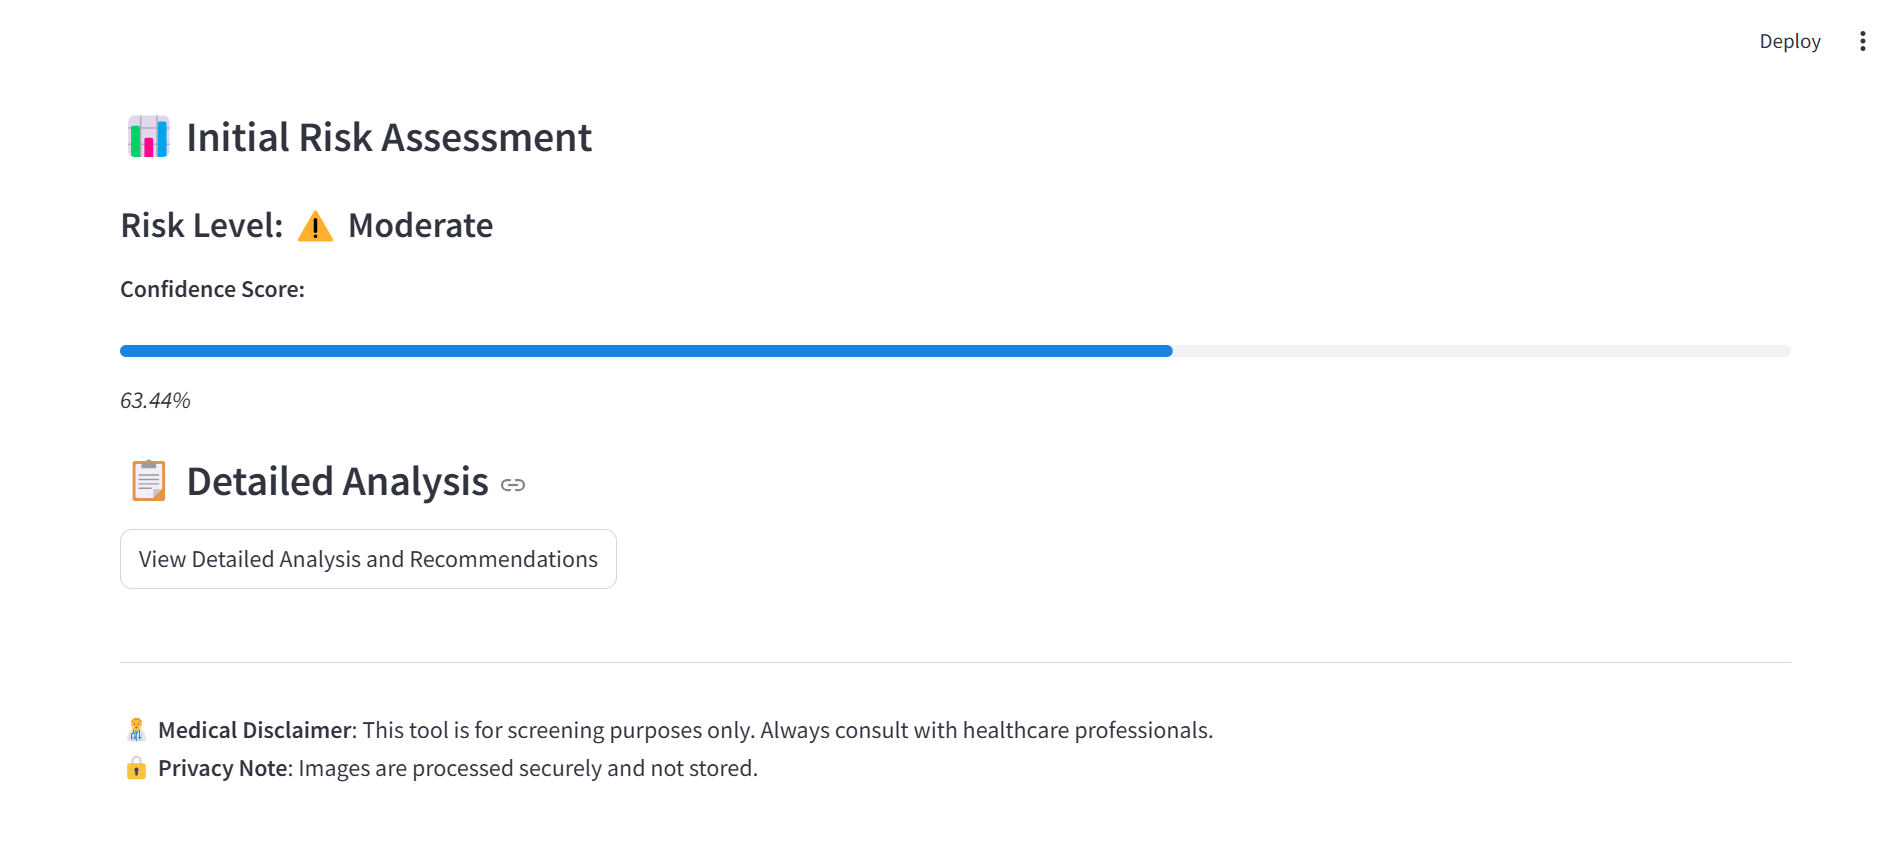 Deploy
Initial Risk Assessment
Risk Level: ⚠️ Moderate
Confidence Score:
63.44%
Detailed Analysis
View Detailed Analysis and Recommendations
Medical Disclaimer: This tool is for screening purposes only. Always consult with healthcare professionals.
Privacy Note: Images are processed securely and not stored.